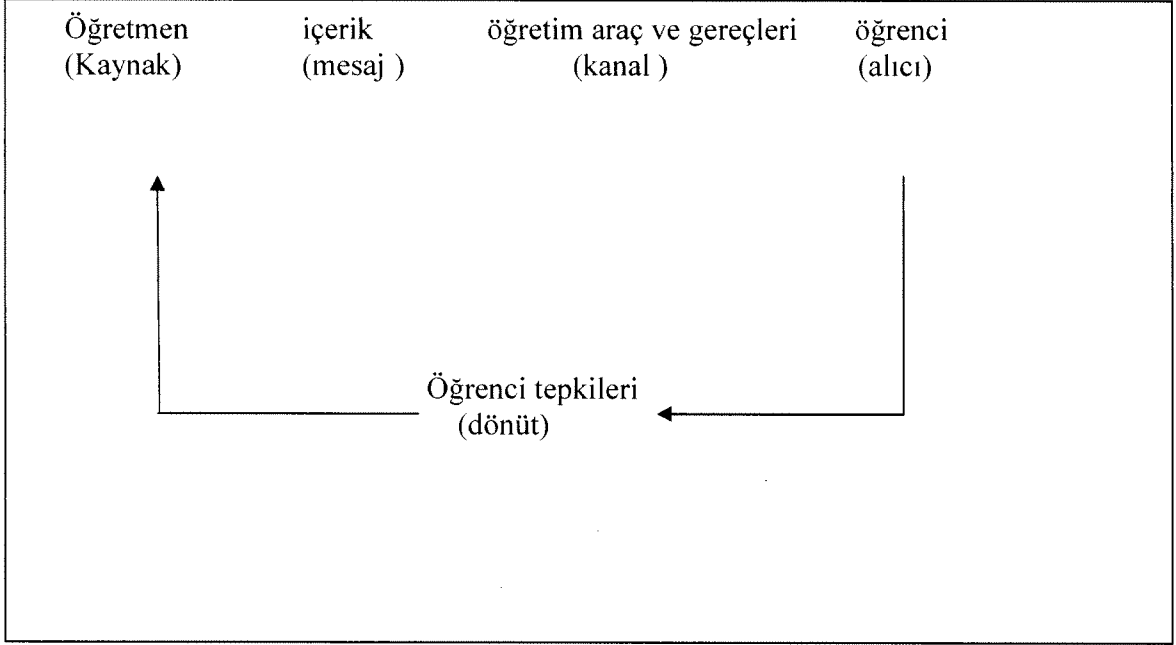 Öğretmen içerik öğretim araç ve gereçleri öğrenci
(Kaynak) (mesaj ) (kanal ) (alıcı)
Öğrenci tepkileri
(dönüt)